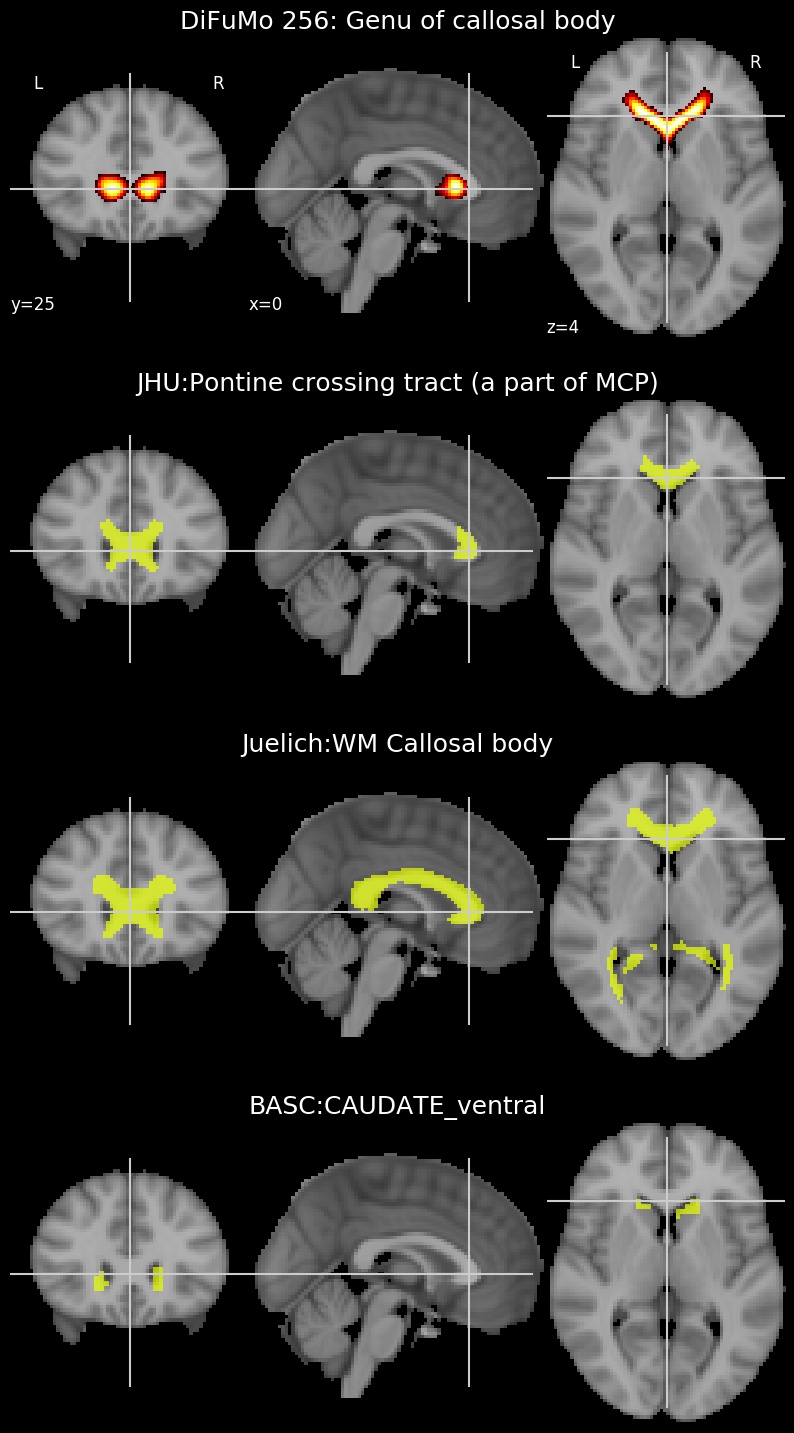 DiFuMo 256: Genu of callosal body
L R
L R
y=25
x=0
z=4
JHU:Pontine crossing tract (a part of MCP)
Juelich:WM Callosal body
BASC:CAUDATE_ventral